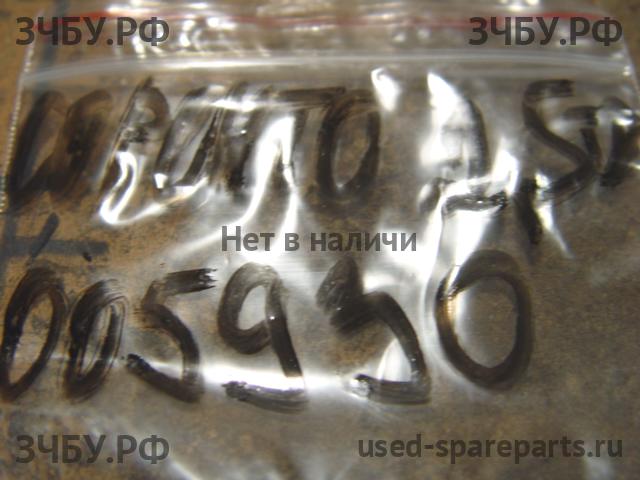 ЗЧБУ.РФ ЗЧБУ.РФ
Нет в наличи
005930
ЗЧБУ.РФ used-spareparts.ru